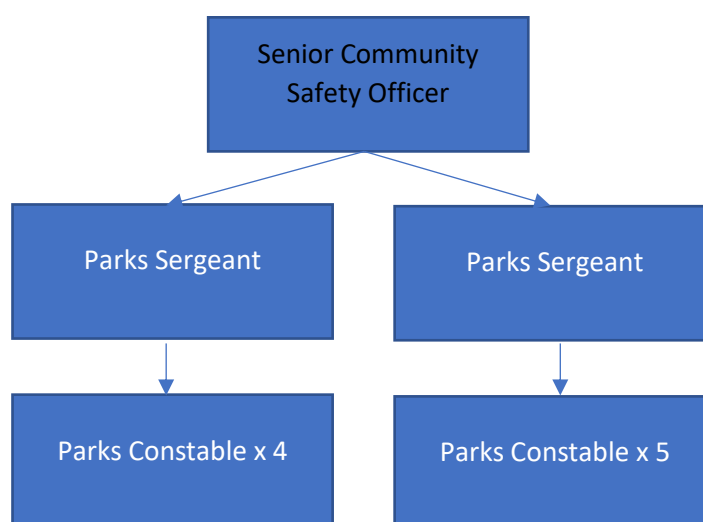 Senior Community
Safety Officer
Parks Sergeant
Parks Sergeant
Parks Constable x 4
Parks Constable x 5